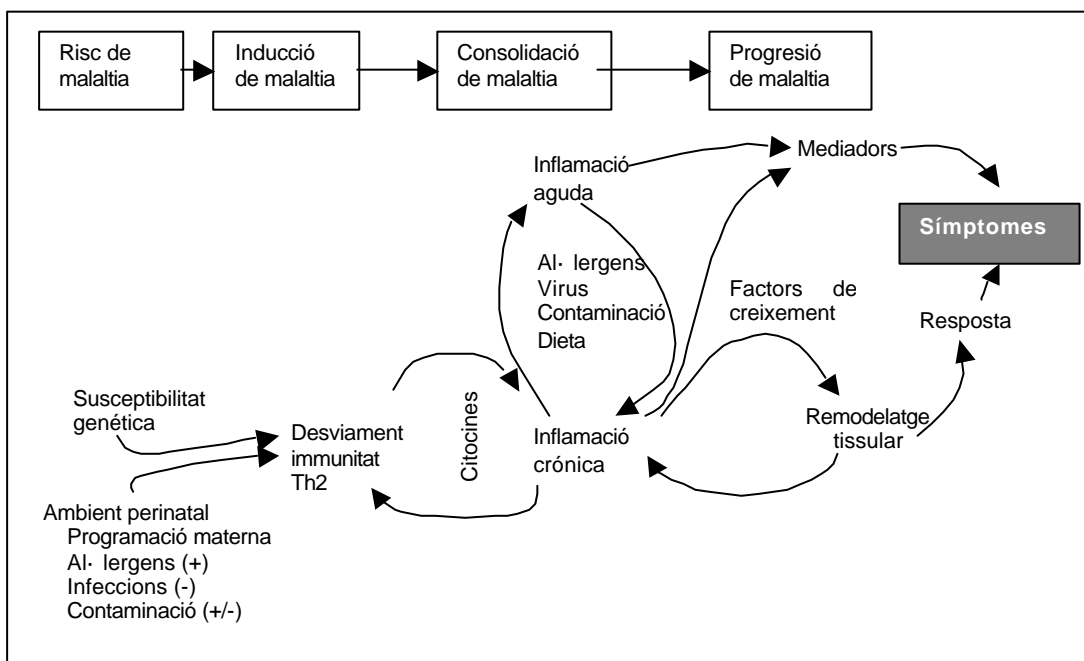 Risc de
malaltia
Inducció
de malaltia
Consolidació
de malaltia
Progresió
de malaltia
Inflamació
aguda
Mediadors
Símptomes
Al· lergens
Virus
Contaminació
Dieta
Factors de
creixement
Resposta
Susceptibilitat
genética
Desviament
immunitat
Th2
Citocines
Inflamació
crónica
Remodelatge
tissular
Ambient perinatal
Programació materna
Al· lergens (+)
Infeccions (-)
Contaminació (+/-)